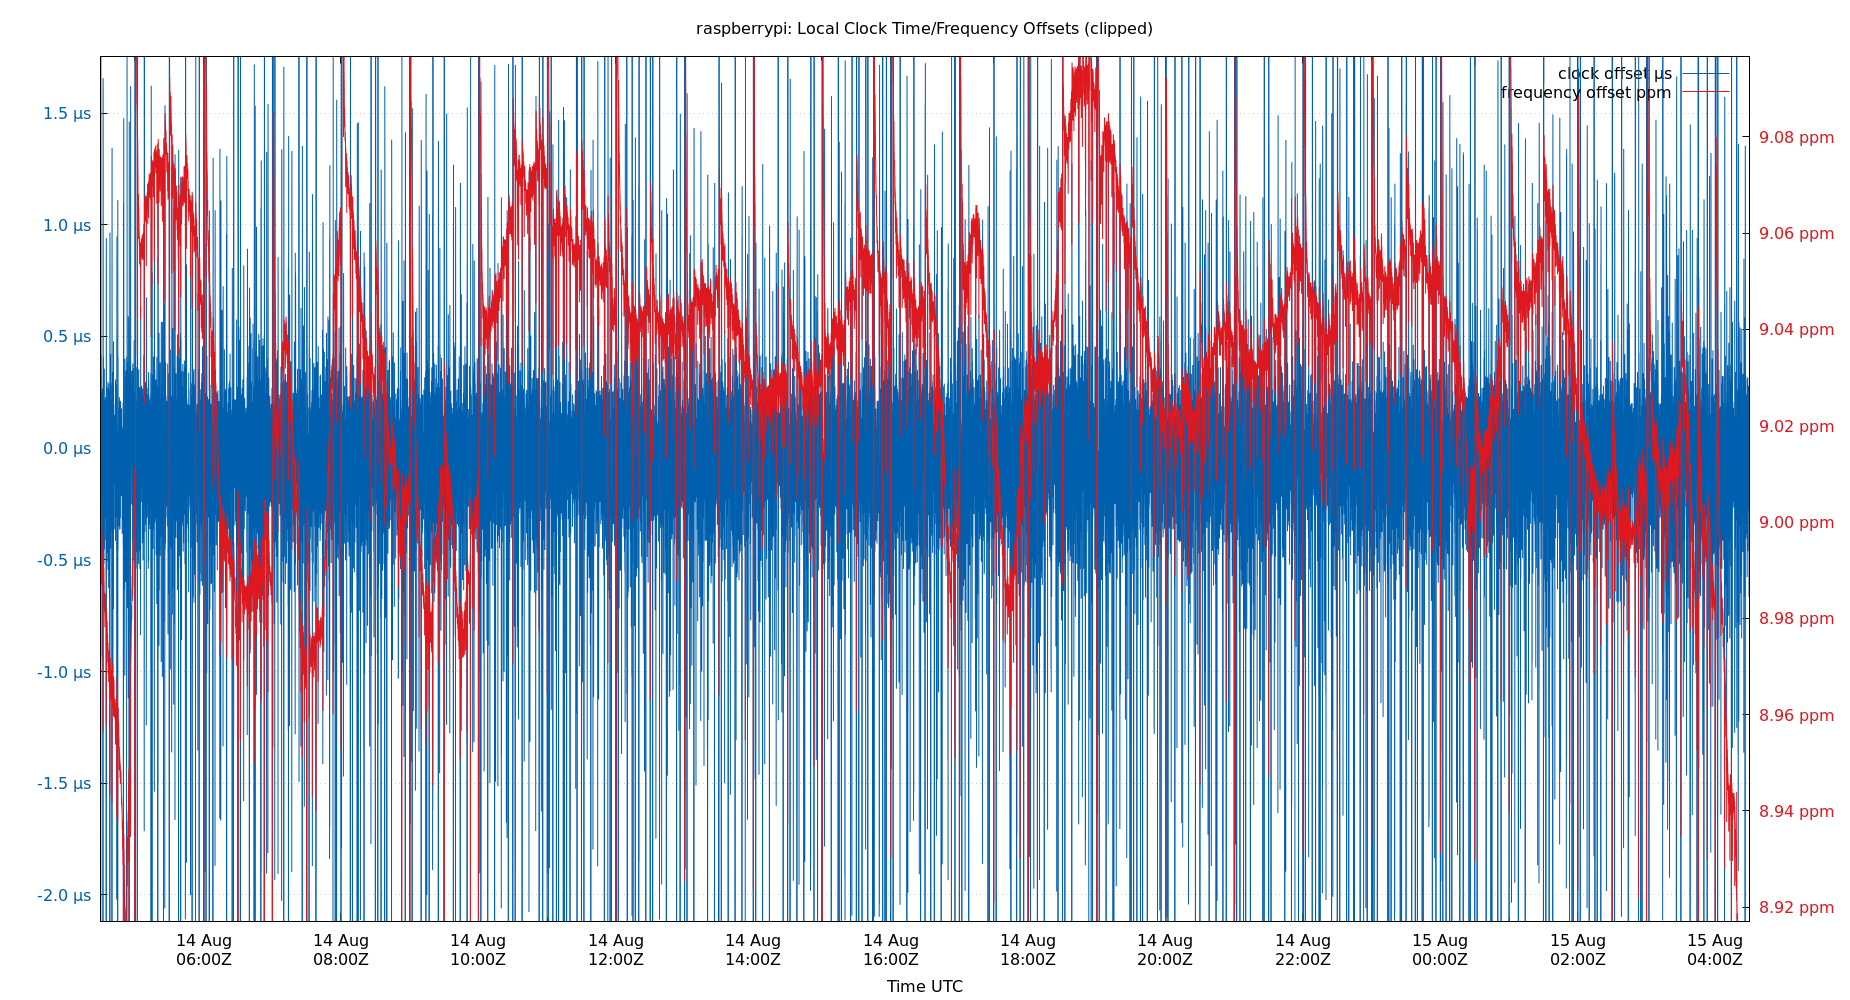 raspberrypi: Local Clock Time/Frequency Offsets (clipped)
clock offset µs
frequency offset ppm
1.5 µs
1.0 µs
0.5 µs
0.0 µs
-0.5 µs
-1.0 µs
-1.5 µs
-2.0 µs
9.08 ppm
9.06 ppm
9.04 ppm
9.02 ppm
9.00 ppm
8.98 ppm
8.96 ppm
8.94 ppm
8.92 ppm
14 Aug
06:00Z
14 Aug
08:00Z
14 Aug
10:00Z
14 Aug
12:00Z
14 Aug
14:00Z
14 Aug
16:00Z
14 Aug
18:00Z
14 Aug
20:00Z
14 Aug
22:00Z
15 Aug
00:00Z
15 Aug
02:00Z
15 Aug
04:00Z
Time UTC